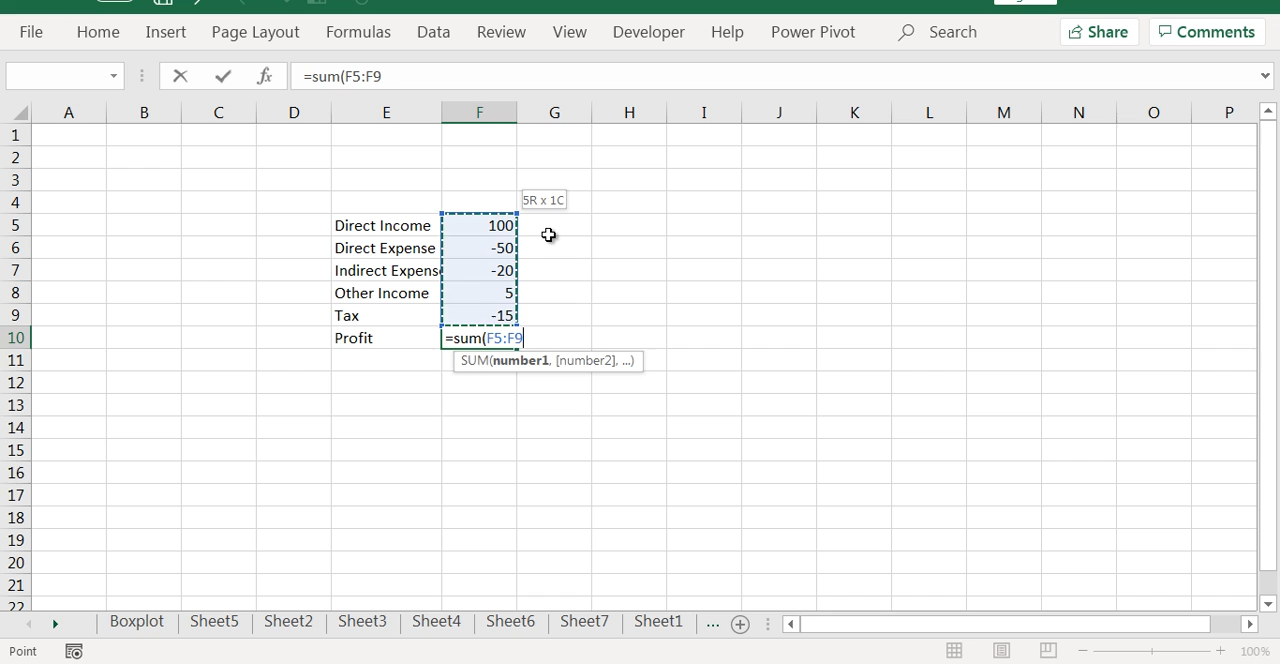 File Home Insert Page Layout Formulas Data Review View Developer Help Power Pivot Search Share Comments
fx =sum(F5:F9
A B C D E F G H I J K L M N O P
1
2
3
4 5R x 1C
5 Direct Income 100
6 Direct Expense -50
7 Indirect Expens -20
8 Other Income 5
9 Tax -15
10 Profit =sum(F5:F9
11 SUM(number1, [number2], ...)
12
13
14
15
16
17
18
19
20
21
22
Boxplot Sheet5 Sheet2 Sheet3 Sheet4 Sheet6 Sheet7 Sheet1 ...
Point 100%